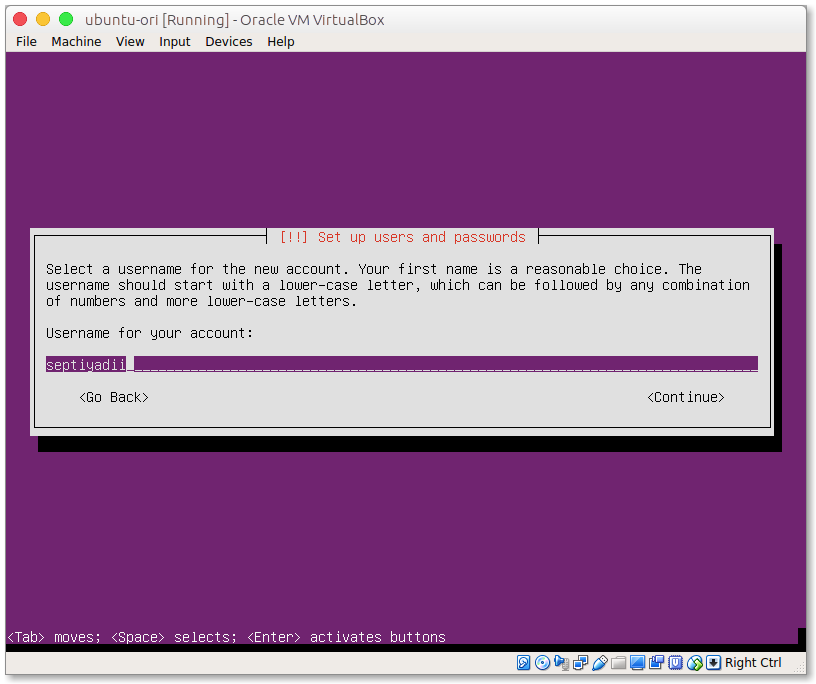 ubuntu-ori [Running] - Oracle VM VirtualBox
File Machine View Input Devices Help
[!!] Set up users and passwords
Select a username for the new account. Your first name is a reasonable choice. The
username should start with a lower-case letter, which can be followed by any combination
of numbers and more lower-case letters.
Username for your account:
septiyadii
<Go Back> <Continue>
<Tab> moves; <Space> selects; <Enter> activates buttons
Right Ctrl